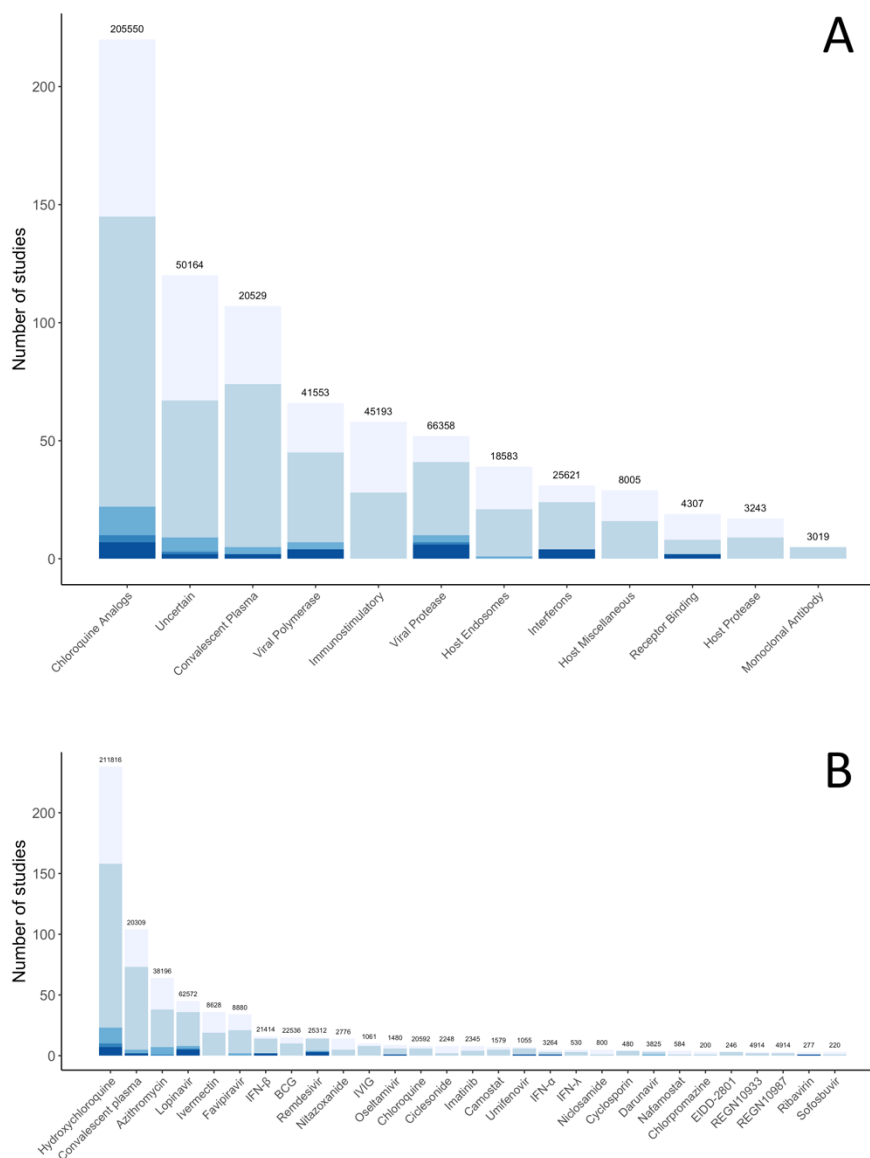 A
205550
50164
20529
41553
45193
66358
18583
25621
8005
4307
3243
3019
Number of studies
200
150
100
50
0
Chloroquine Analogs
Uncertain
Convalescent Plasma
Viral Polymerase
Immunostimulatory
Viral Protease
Host Endosomes
Interferons
Host Miscellaneous
Receptor Binding
Host Protease
Monoclonal Antibody
B
211816
20309
38196
62572
8628
8880
21414
22536
25312
2776
1061
1480
20592
2248
2345
1579
1055
3264
530
800
480
3825
584
200
246
4914
4914
277
220
Number of studies
200
150
100
50
0
Hydroxychloroquine
Convalescent plasma
Azithromycin
Lopinavir
Ivermectin
Favipiravir
IFN-β
BCG
Remdesivir
Nitazoxanide
IVIG
Oseltamivir
Chloroquine
Ciclesonide
Imatinib
Camostat
Umifenovir
IFN-α
IFN-λ
Niclosamide
Cyclosporin
Darunavir
Nafamostat
Chlorpromazine
EIDD-2801
REGN10933
REGN10987
Ribavirin
Sofosbuvir